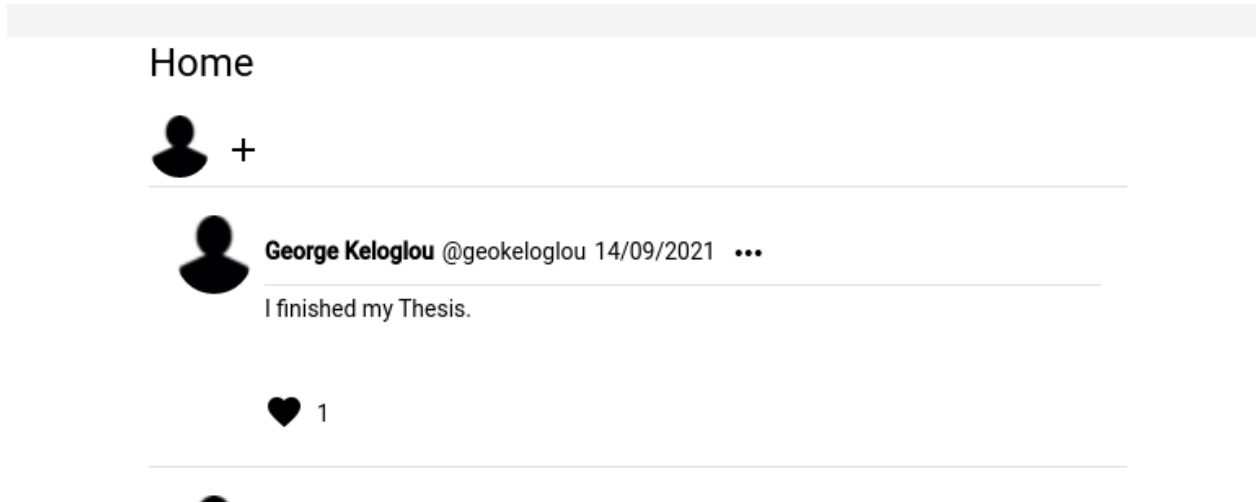 Home
+
George Keloglou @geokeloglou 14/09/2021 •••
I finished my Thesis.
1